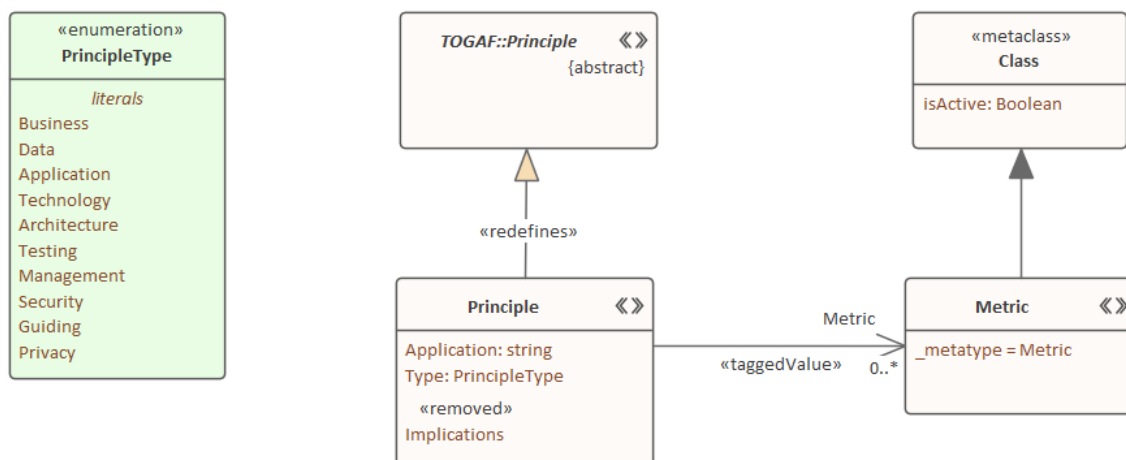 «enumeration»
PrincipleType
literals
Business
Data
Application
Technology
Architecture
Testing
Management
Security
Guiding
Privacy
TOGAF::Principle
{abstract}
«redefines»
Principle
Application: string
Type: PrincipleType
«removed»
Implications
Metric
«taggedValue»
0..*
«metaclass»
Class
isActive: Boolean
Metric
_metatype = Metric